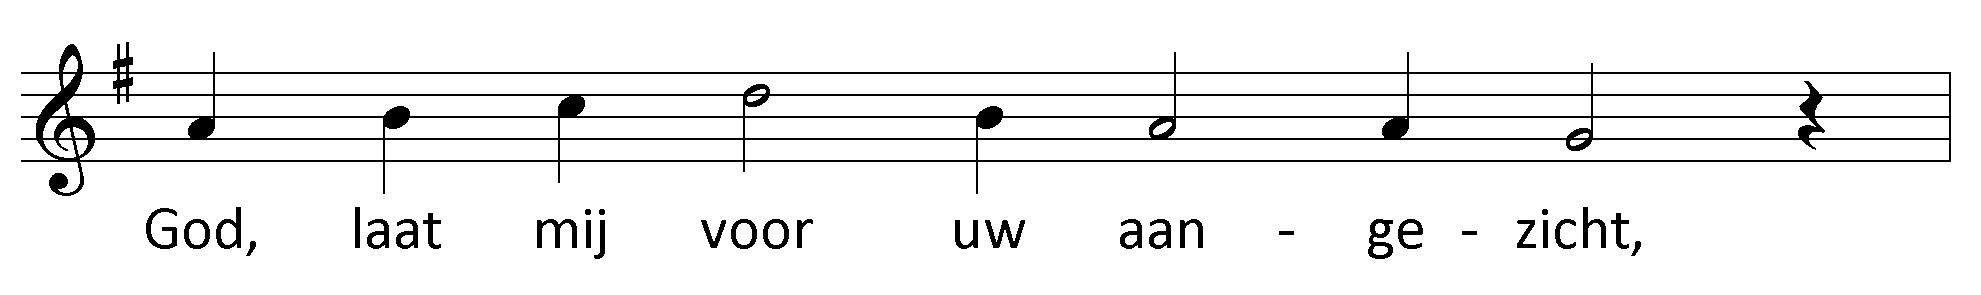 God, laat mij voor uw aan - ge - zicht,